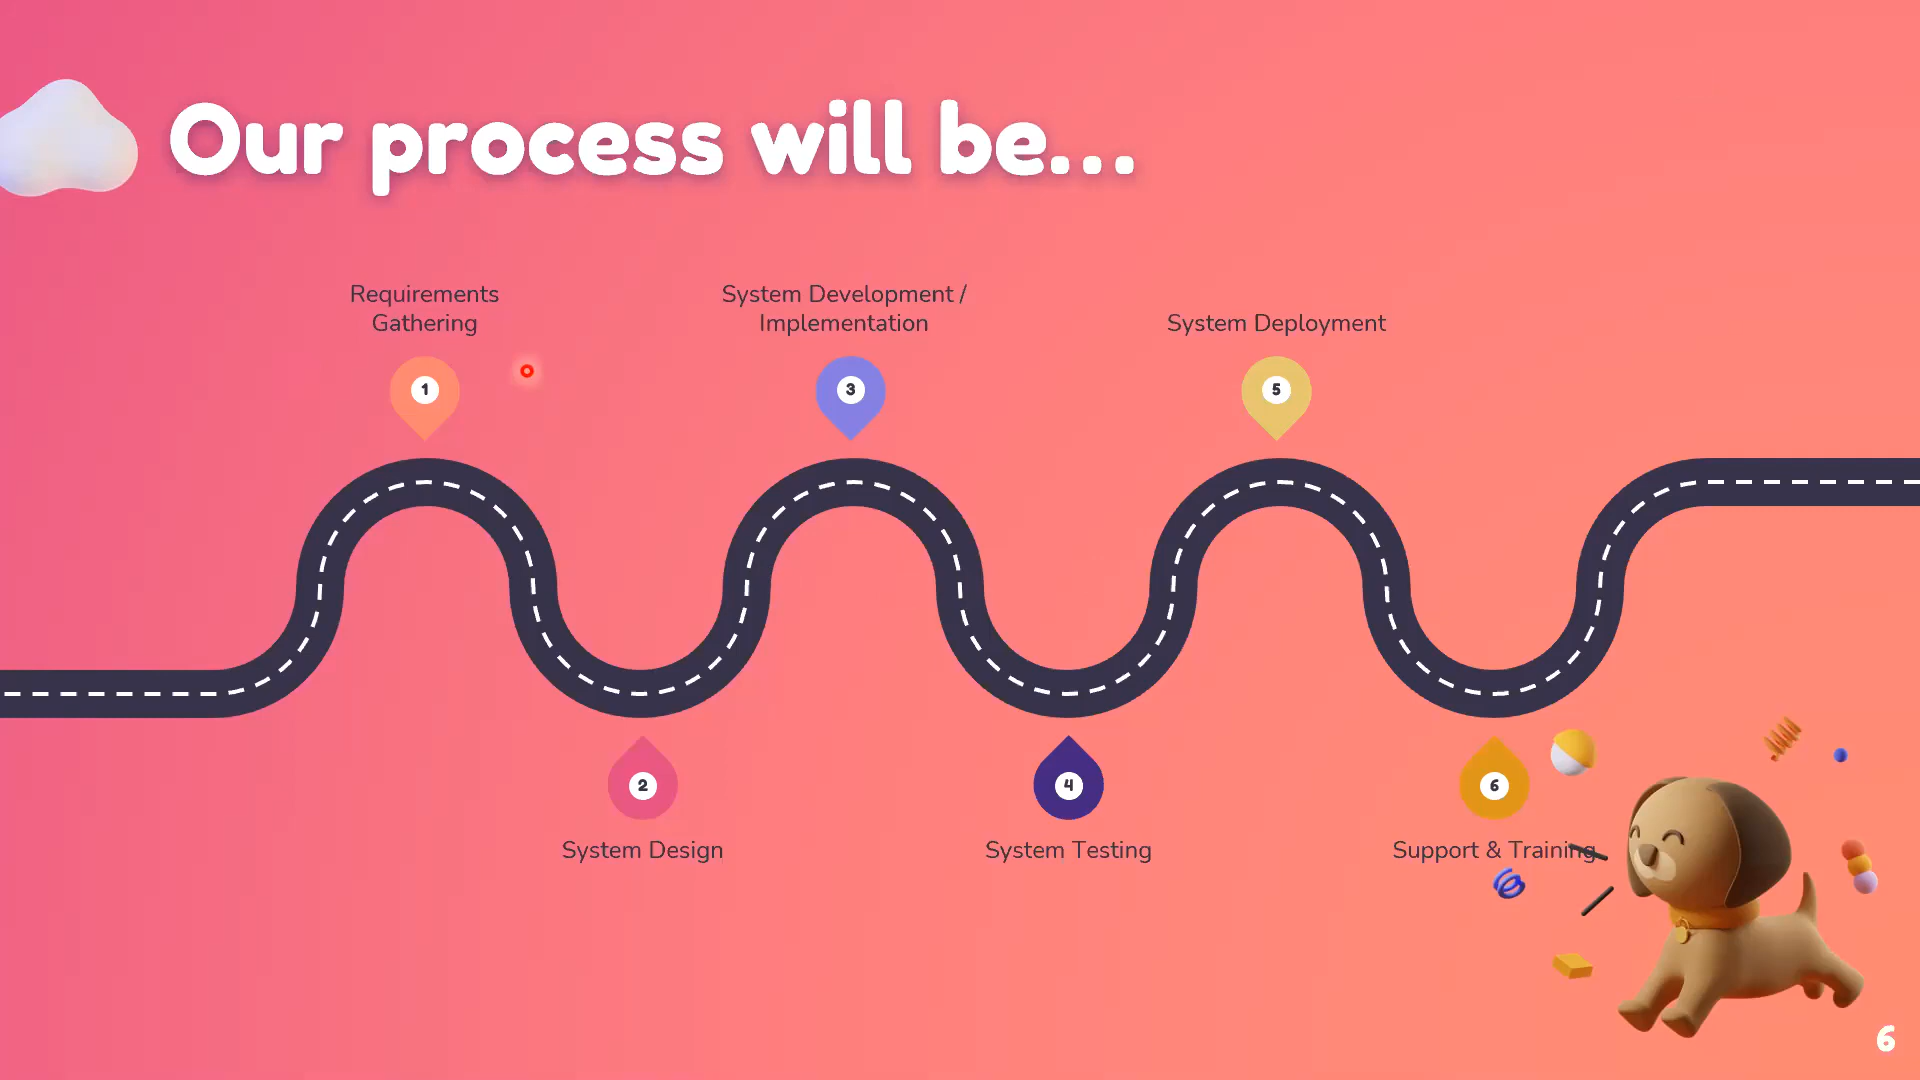 Our process will be...
Requirements
Gathering
System Development /
Implementation
System Deployment
1
3
5
2
4
6
System Design
System Testing
Support & Training
6